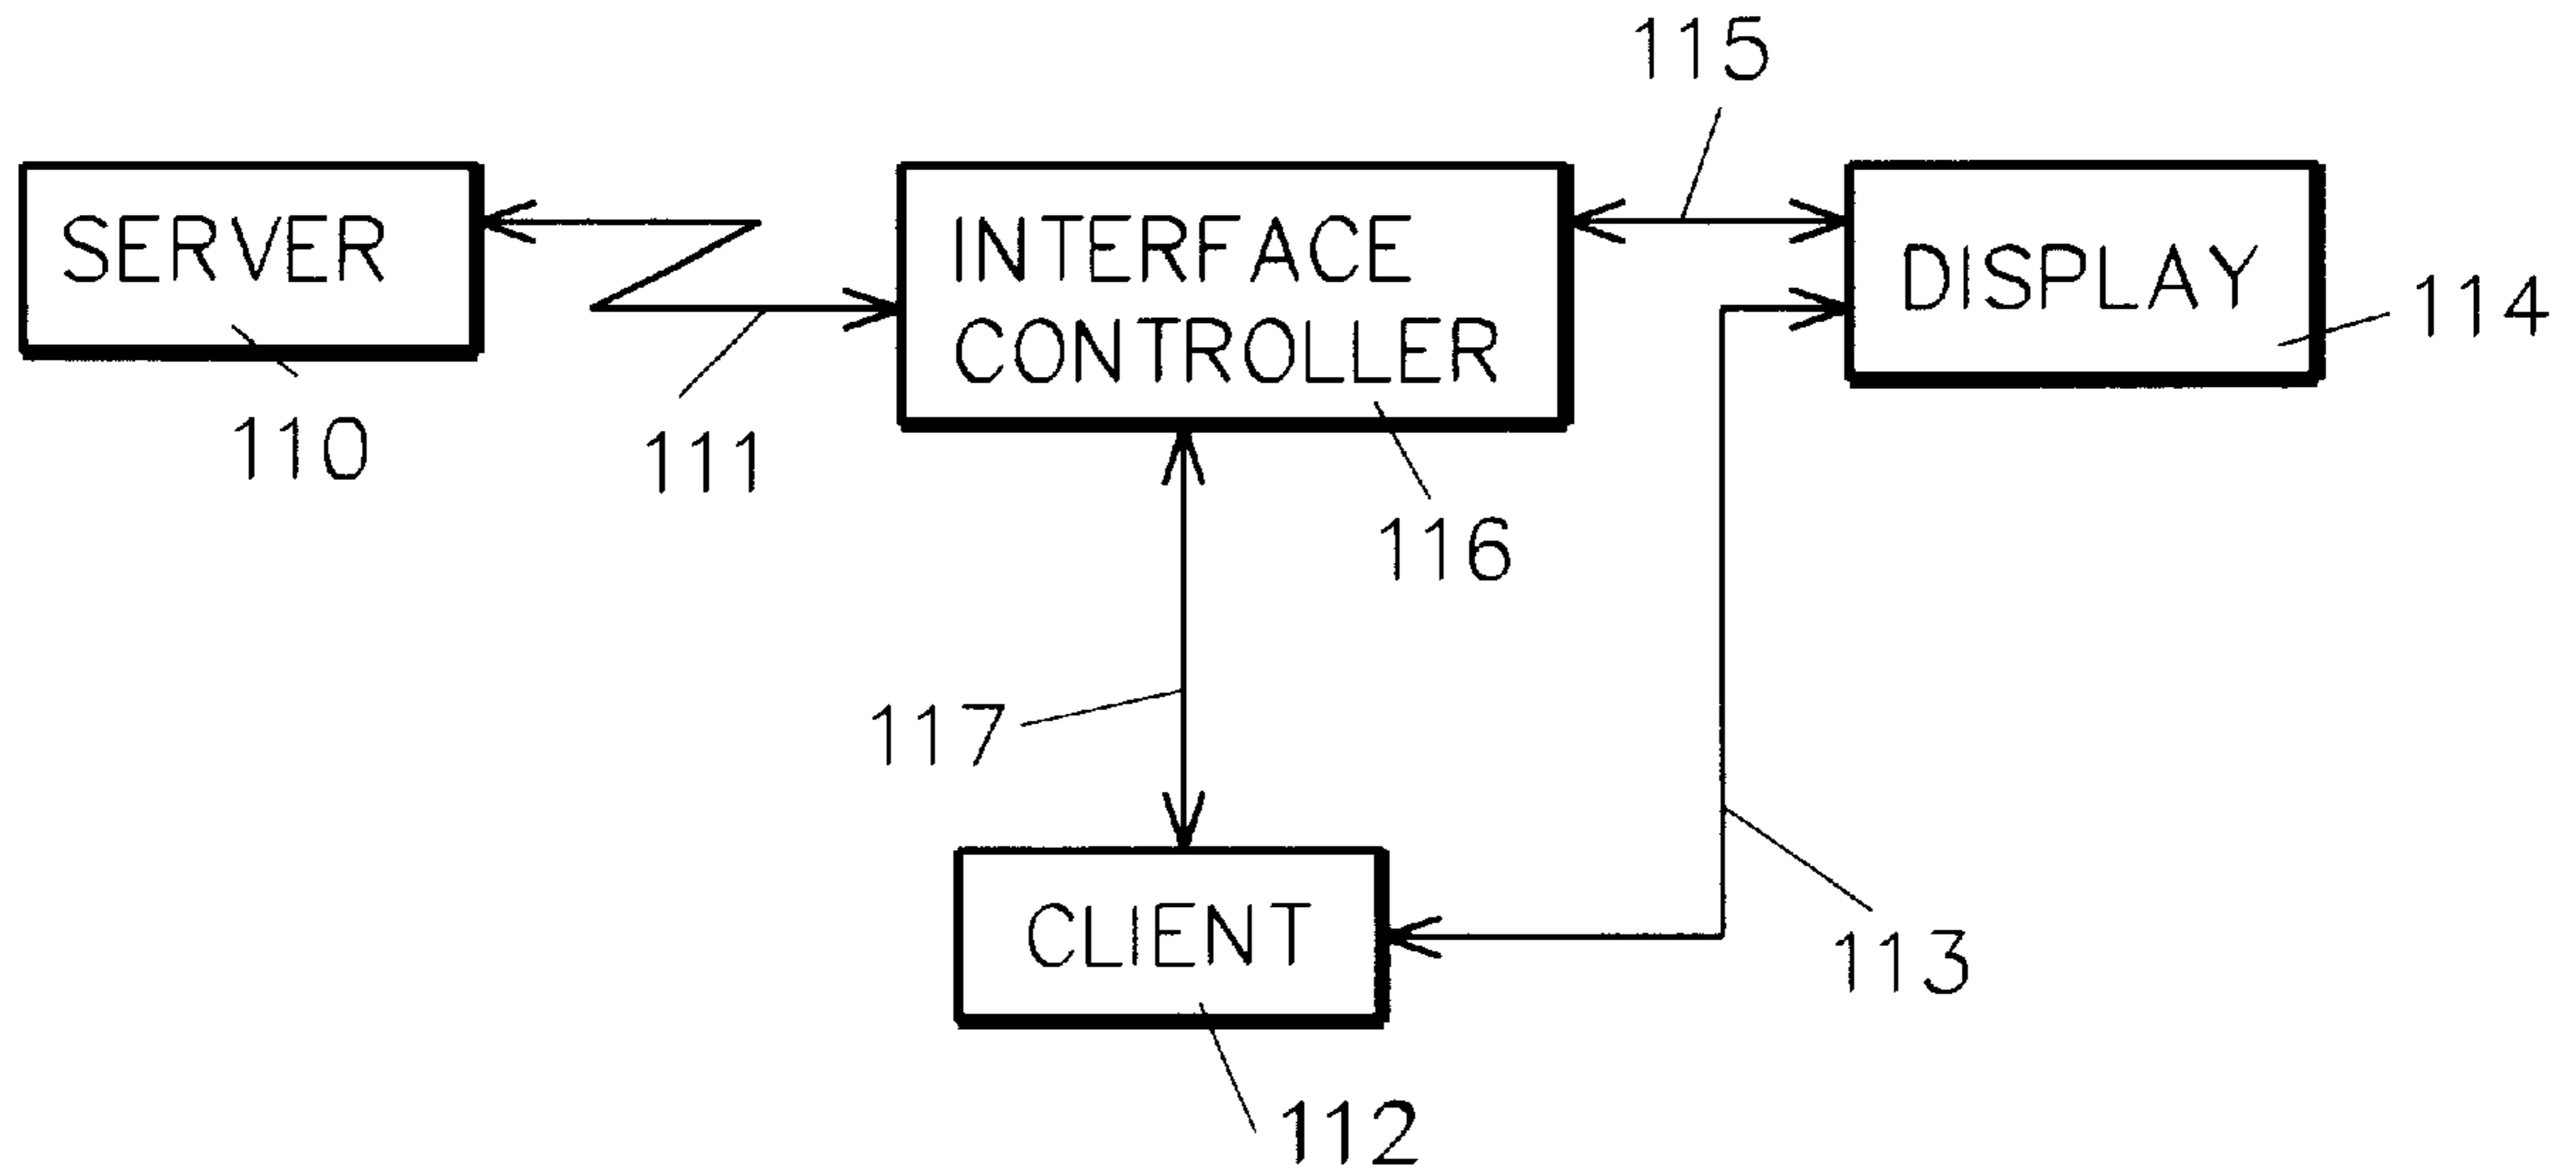 115
SERVER
INTERFACE
CONTROLLER
DISPLAY
114
110
111
116
117
CLIENT
113
112